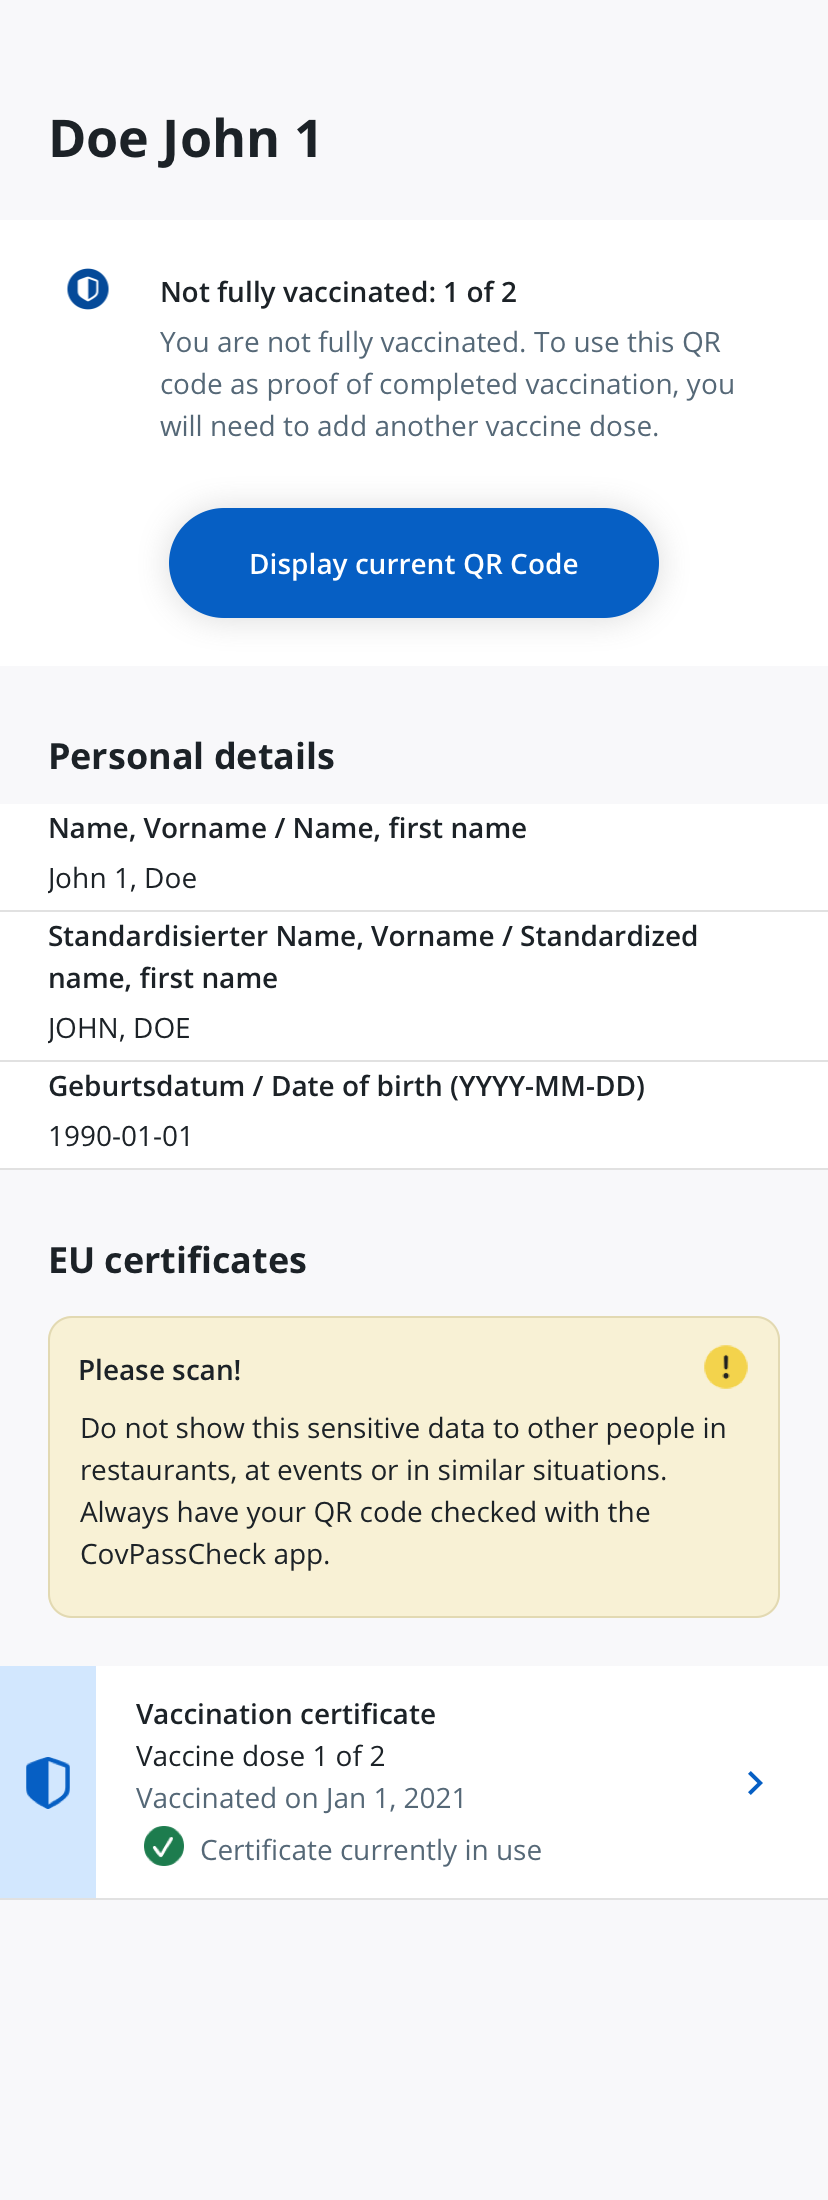 Doe John 1
Not fully vaccinated: 1 of 2
You are not fully vaccinated. To use this QR
code as proof of completed vaccination, you
will need to add another vaccine dose.
Display current QR Code
Personal details
Name, Vorname / Name, first name
John 1, Doe
Standardisierter Name, Vorname / Standardized
name, first name
JOHN, DOE
Geburtsdatum / Date of birth (YYYY-MM-DD)
1990-01-01
EU certificates
Please scan!
Do not show this sensitive data to other people in
restaurants, at events or in similar situations.
Always have your QR code checked with the
CovPassCheck app.
Vaccination certificate
Vaccine dose 1 of 2
Vaccinated on Jan 1, 2021
Certificate currently in use